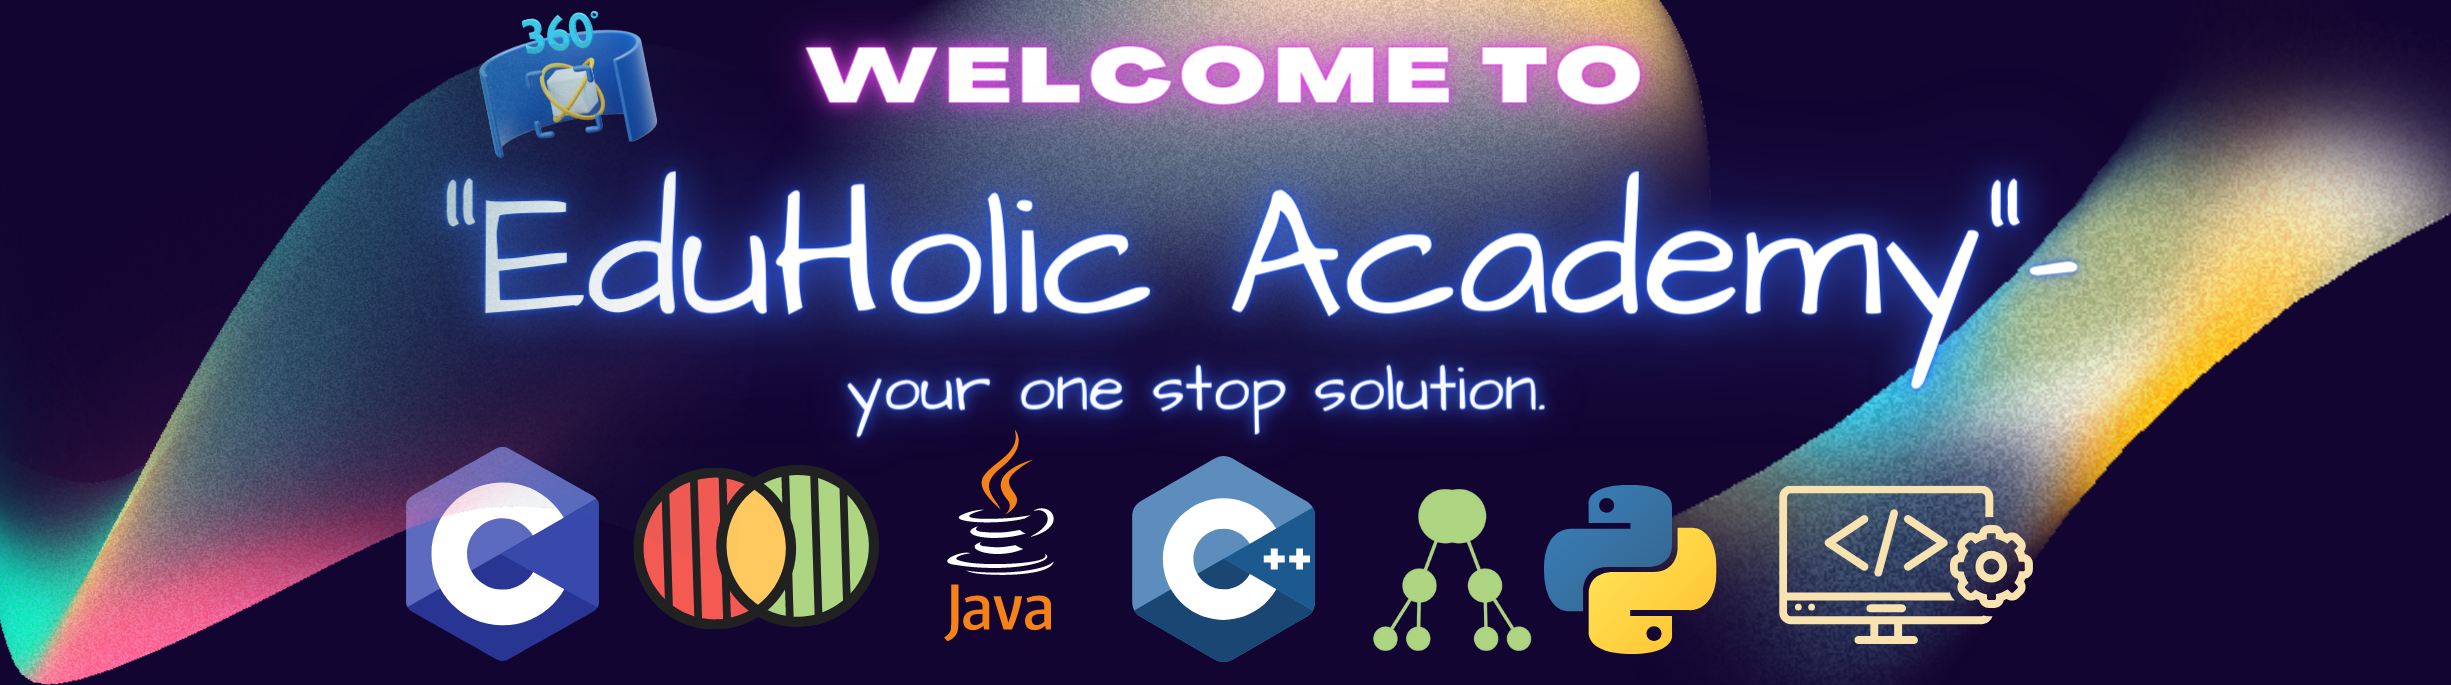 360°
WELCOME TO
"EduHolic Academy"-
your one stop solution.
C
Java
C++
</>